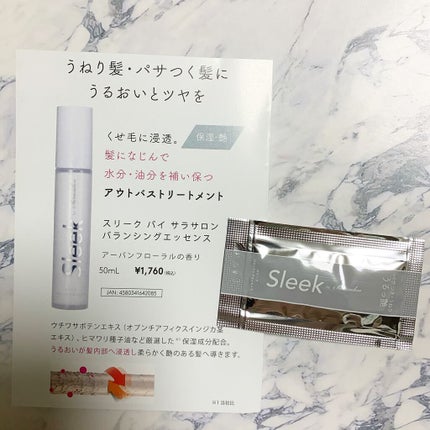 うねり髪・パサつく髪に
うるおいとツヤを
くせ毛に浸透。
保湿・艶
髪になじんで
水分・油分を補い保つ
アウトバストリートメント
スリーク バイ サラサロン
バランシングエッセンス
アーバンフローラルの香り
50mL ¥1,760(税込)
JAN: 4580341642065
ウチワサボテンエキス（オプンチアフィクスインジカ茎
エキス）、ヒマワリ種子油など厳選した※1保湿成分配合。
うるおいが髪内部へ浸透し柔らかく艶のある髪へ導きます。
Sleek
Sleek